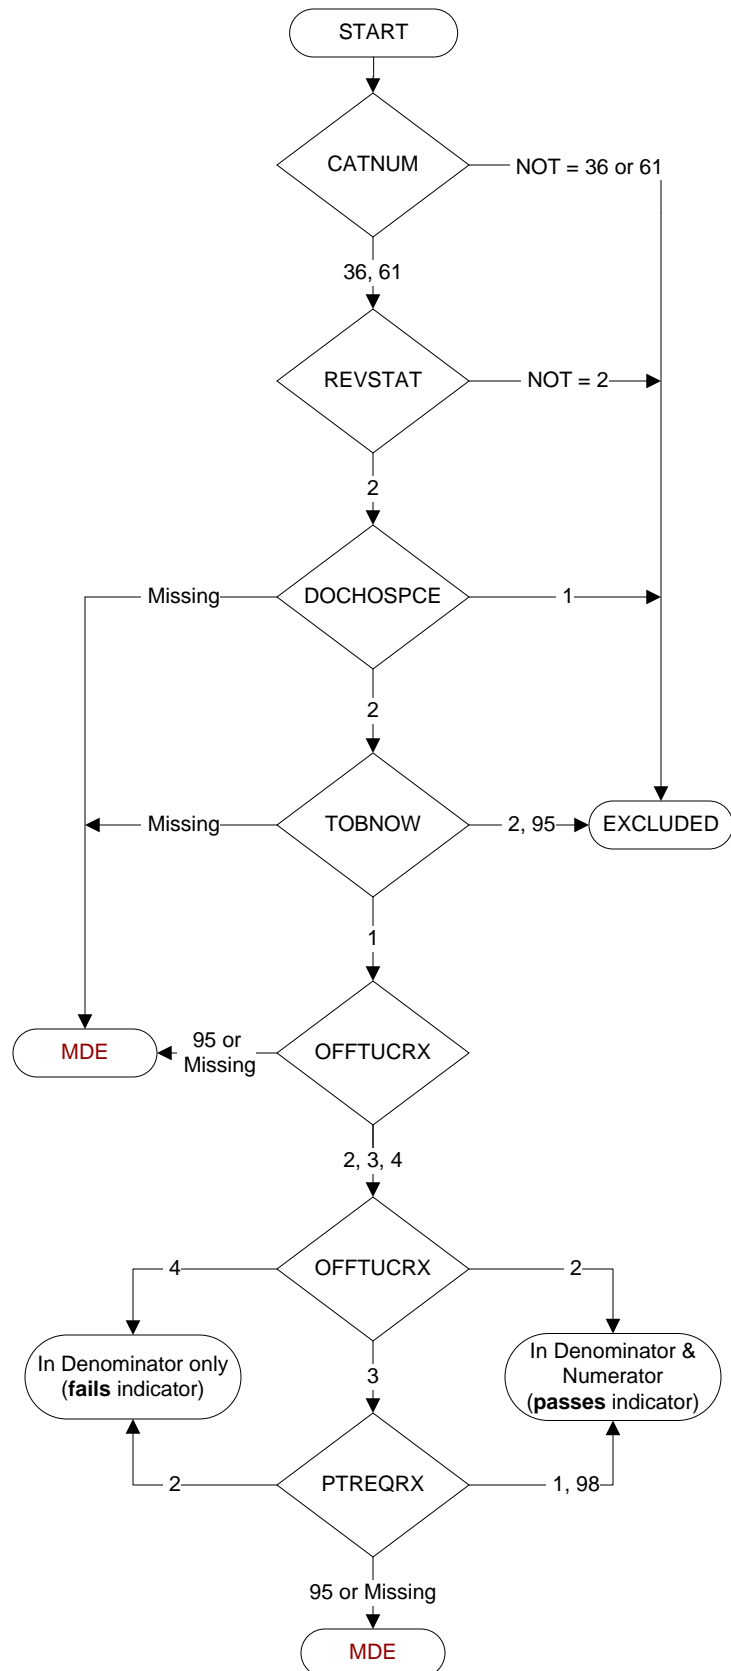 START
CATNUM
NOT = 36 or 61
36, 61
REVSTAT
NOT = 2
2
Missing
DOCHOSPCE
1
2
Missing
TOBNOW
2, 95
EXCLUDED
1
MDE
95 or
Missing
OFFTUCRX
2, 3, 4
4
OFFTUCRX
2
In Denominator only
(fails indicator)
3
In Denominator &
Numerator
(passes indicator)
2
PTREQRX
1, 98
95 or Missing
MDE